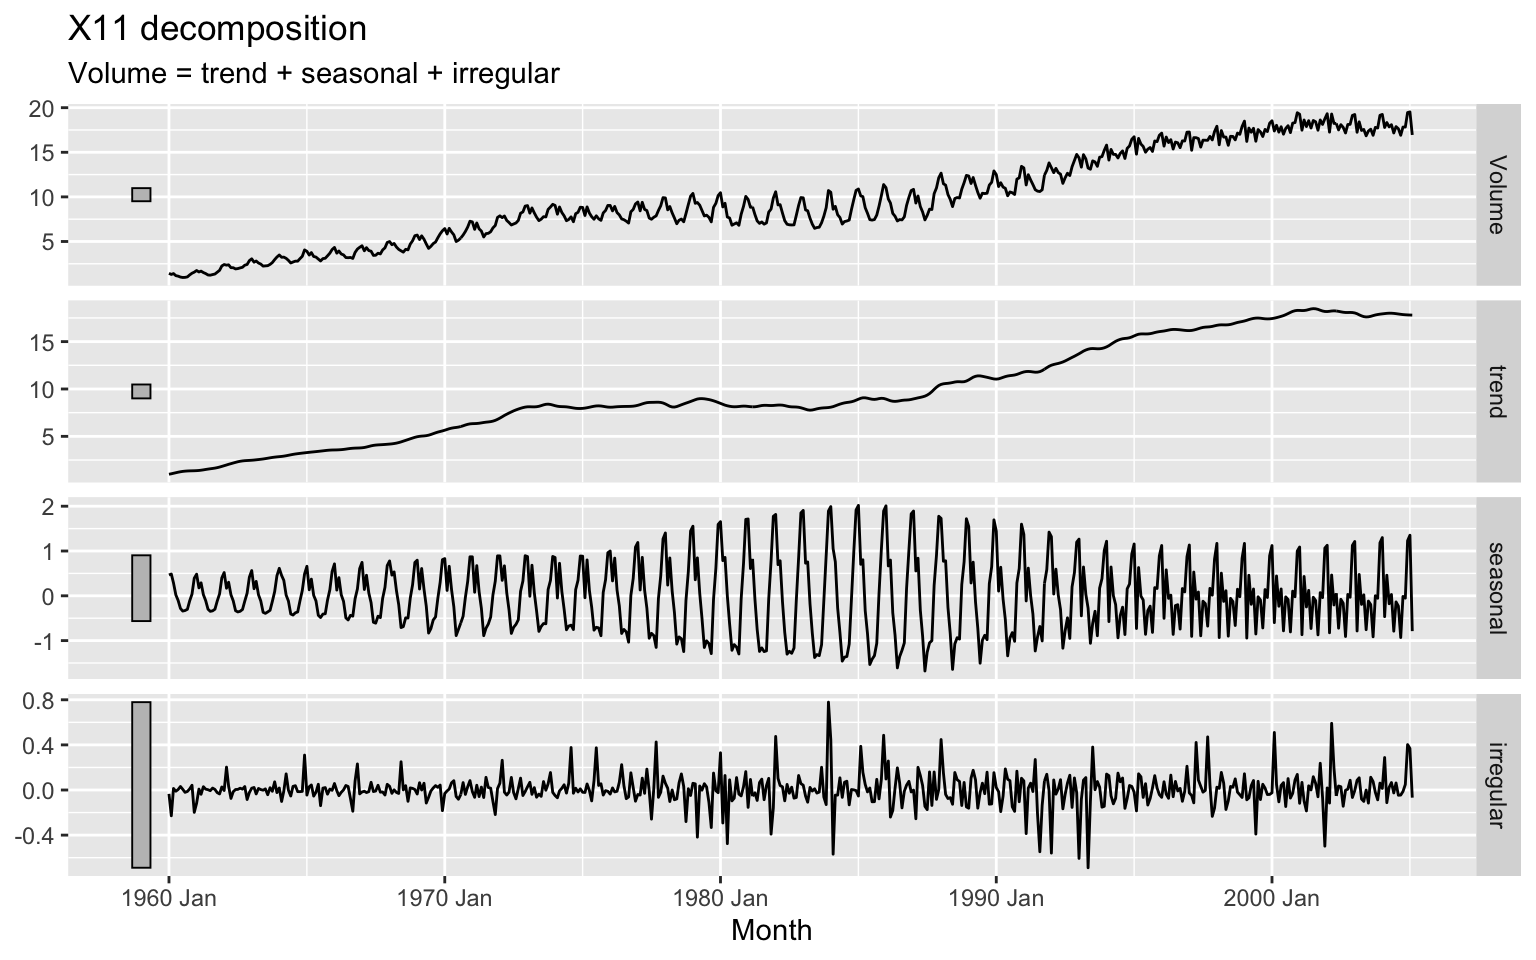 X11 decomposition
Volume = trend + seasonal + irregular
20
15
10
5
Volume
15
10
5
trend
2
1
0
-1
seasonal
0.8
0.4
0.0
-0.4
irregular
1960 Jan 1970 Jan 1980 Jan 1990 Jan 2000 Jan
Month